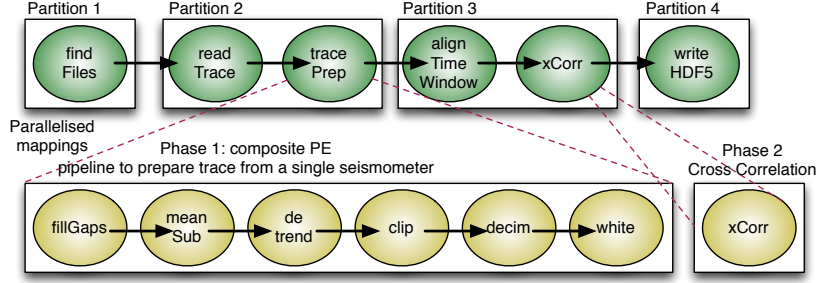 Partition 1
Partition 2
Partition 3
Partition 4
find
Files
read
Trace
trace
Prep
align
Time
Window
xCorr
write
HDF5
Parallelised
mappings
Phase 1: composite PE
pipeline to prepare trace from a single seismometer
Phase 2
Cross Correlation
fillGaps
mean
Sub
de
trend
clip
decim
white
xCorr